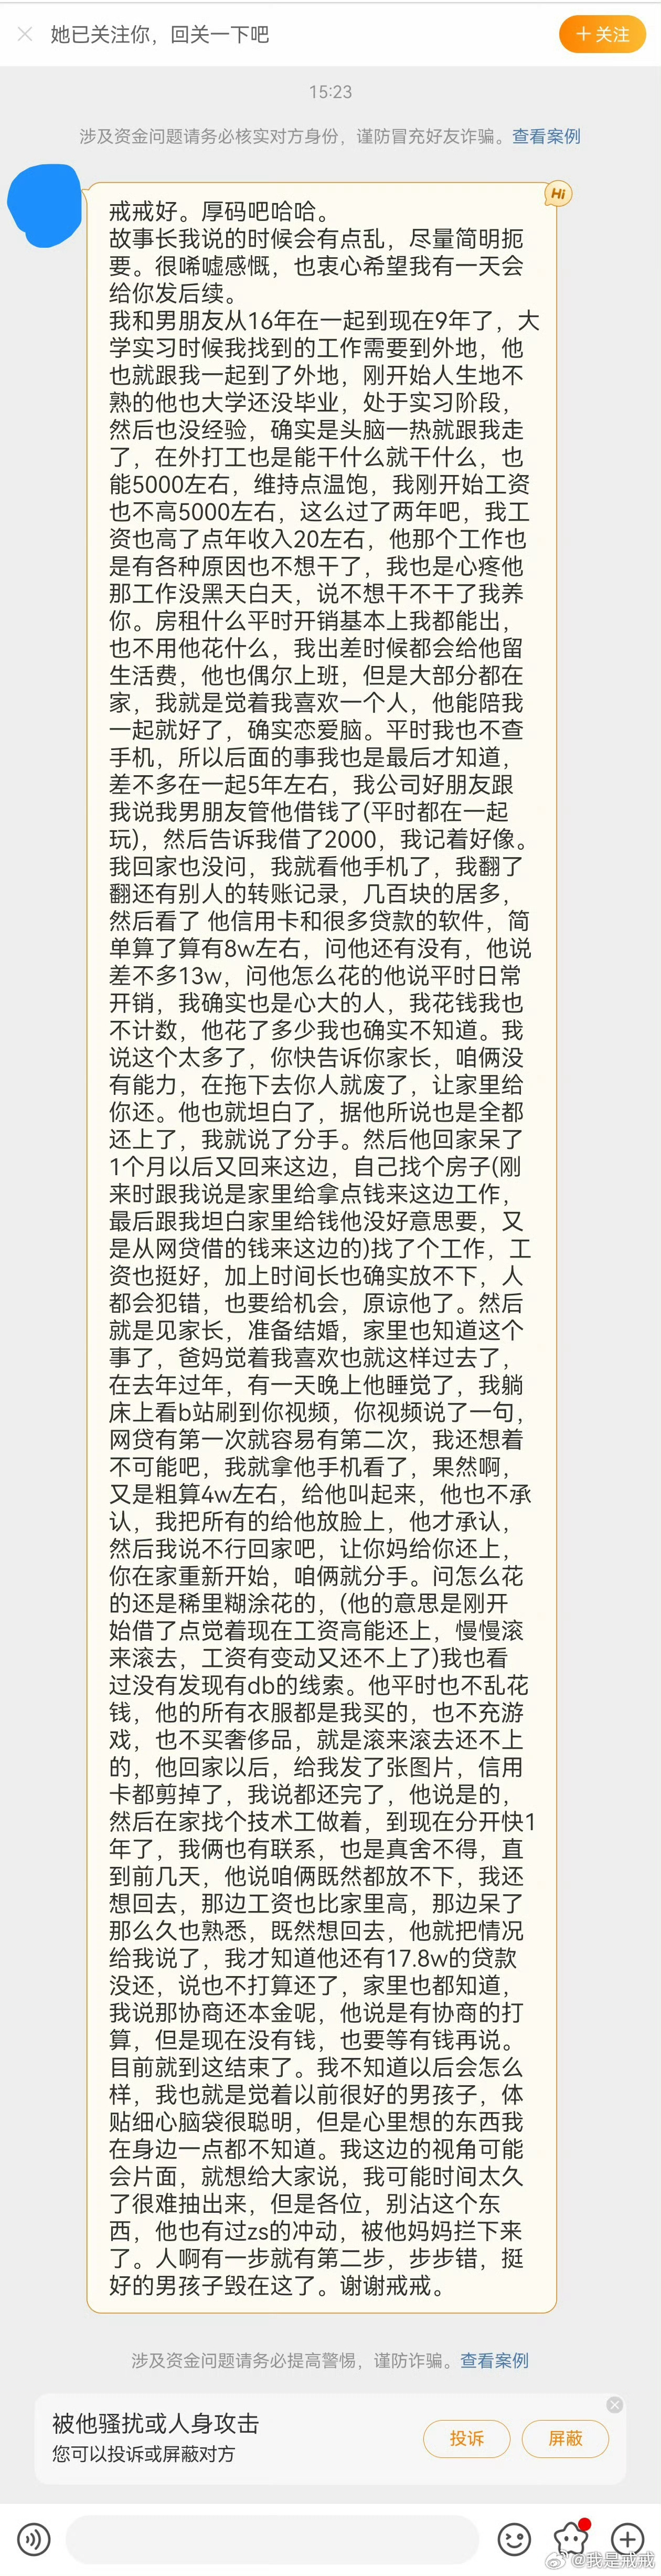 她已关注你，回关一下吧
＋关注
15:23
涉及资金问题请务必核实对方身份，谨防冒充好友诈骗。查看案例
Hi
戒戒好。厚码吧哈哈。
故事长我说的时候会有点乱，尽量简明扼
要。很唏嘘感慨，也衷心希望我有一天会
给你发后续。
我和男朋友从16年在一起到现在9年了，大
学实习时候我找到的工作需要到外地，他
也就跟我一起到了外地，刚开始人生地不
熟的他也大学还没毕业，处于实习阶段，
然后也没经验，确实是头脑一热就跟我走
了，在外打工也是能干什么就干什么，也
能5000左右，维持点温饱，我刚开始工资
也不高5000左右，这么过了两年吧，我工
资也高了点年收入20左右，他那个工作也
是有各种原因也不想干了，我也是心疼他
那工作没黑天白天，说不想干不干了我养
你。房租什么平时开销基本上我都能出，
也不用他花什么，我出差时候都会给他留
生活费，他也偶尔上班，但是大部分都在
家，我就是觉着我喜欢一个人，他能陪我
一起就好了，确实恋爱脑。平时我也不查
手机，所以后面的事我也是最后才知道，
差不多在一起5年左右，我公司好朋友跟
我说我男朋友管他借钱了(平时都在一起
玩)，然后告诉我借了2000，我记着好像。
我回家也没问，我就看他手机了，我翻了
翻还有别人的转账记录，几百块的居多，
然后看了 他信用卡和很多贷款的软件，简
单算了算有8w左右，问他还有没有，他说
差不多13w，问他怎么花的他说平时日常
开销，我确实也是心大的人，我花钱我也
不计数，他花了多少我也确实不知道。我
说这个太多了，你快告诉你家长，咱俩没
有能力，在拖下去你人就废了，让家里给
你还。他也就坦白了，据他所说也是全都
还上了，我就说了分手。然后他回家呆了
1个月以后又回来这边，自己找个房子(刚
来时跟我说是家里给拿点钱来这边工作，
最后跟我坦白家里给钱他没好意思要，又
是从网贷借的钱来这边的)找了个工作，工
资也挺好，加上时间长也确实放不下，人
都会犯错，也要给机会，原谅他了。然后
就是见家长，准备结婚，家里也知道这个
事了，爸妈觉着我喜欢也就这样过去了，
在去年过年，有一天晚上他睡觉了，我躺
床上看b站刷到你视频，你视频说了一句，
网贷有第一次就容易有第二次，我还想着
不可能吧，我就拿他手机看了，果然啊，
又是粗算4w左右，给他叫起来，他也不承
认，我把所有的给他放脸上，他才承认，
然后我说不行回家吧，让你妈给你还上，
你在家重新开始，咱俩就分手。问怎么花
的还是稀里糊涂花的，(他的意思是刚开
始借了点觉着现在工资高能还上，慢慢滚
来滚去，工资有变动又还不上了)我也看
过没有发现有db的线索。他平时也不乱花
钱，他的所有衣服都是我买的，也不充游
戏，也不买奢侈品，就是滚来滚去还不上
的，他回家以后，给我发了张图片，信用
卡都剪掉了，我说都还完了，他说是的，
然后在家找个技术工做着，到现在分开快1
年了，我俩也有联系，也是真舍不得，直
到前几天，他说咱俩既然都放不下，我还
想回去，那边工资也比家里高，那边呆了
那么久也熟悉，既然想回去，他就把情况
给我说了，我才知道他还有17.8w的贷款
没还，说也不打算还了，家里也都知道，
我说那协商还本金呢，他说是有协商的打
算，但是现在没有钱，也要等有钱再说。
目前就到这结束了。我不知道以后会怎么
样，我也就是觉着以前很好的男孩子，体
贴细心脑袋很聪明，但是心里想的东西我
在身边一点都不知道。我这边的视角可能
会片面，就想给大家说，我可能时间太久
了很难抽出来，但是各位，别沾这个东
西，他也有过zs的冲动，被他妈妈拦下来
了。人啊有一步就有第二步，步步错，挺
好的男孩子毁在这了。谢谢戒戒。
涉及资金问题请务必提高警惕，谨防诈骗。查看案例
被他骚扰或人身攻击
您可以投诉或屏蔽对方
投诉
屏蔽
@我是戒戒